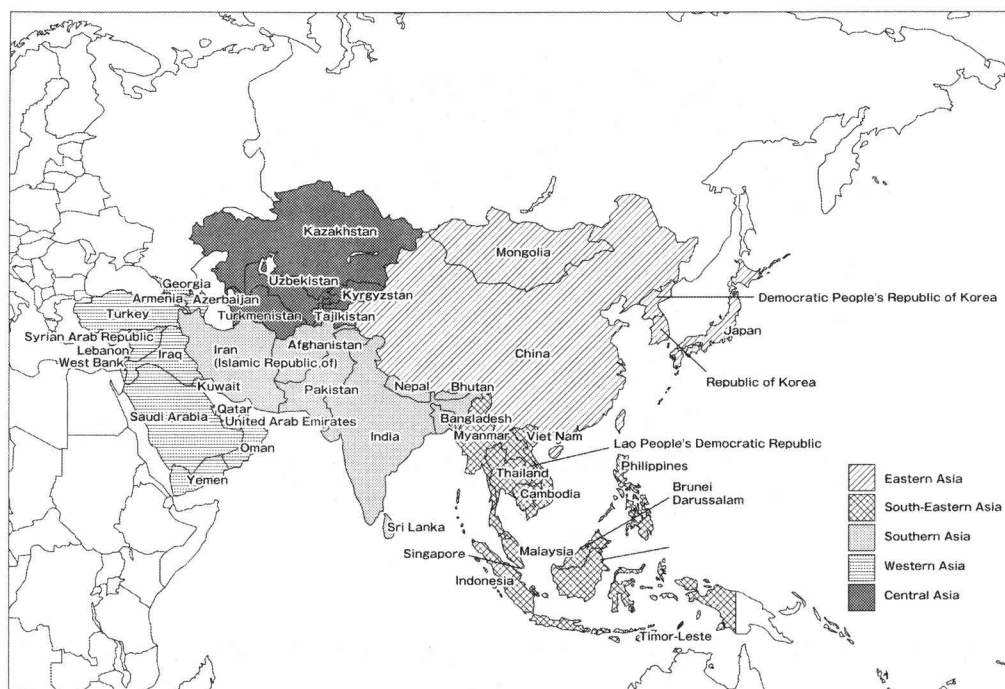 Kazakhstan
Mongolia
Uzbekistan
Georgia
Kyrgyzstan
Armenia
Azerbaijan
Democratic People's Republic of Korea
Turkey
Turkmenistan
Tajikistan
Japan
Syrian Arab Republic
Afghanistan
Lebanon
Iraq
Iran
(Islamic Republic of)
China
West Bank
Republic of Korea
Kuwait
Pakistan
Nepal
Bhutan
Saudi Arabia
Qatar
United Arab Emirates
Bangladesh
India
Myanmar
Viet Nam
Oman
Lao People's Democratic Republic
Yemen
Thailand
Philippines
Cambodia
Brunei
Darussalam
Sri Lanka
Singapore
Malaysia
Indonesia
Timor-Leste
Eastern Asia
South-Eastern Asia
Southern Asia
Western Asia
Central Asia